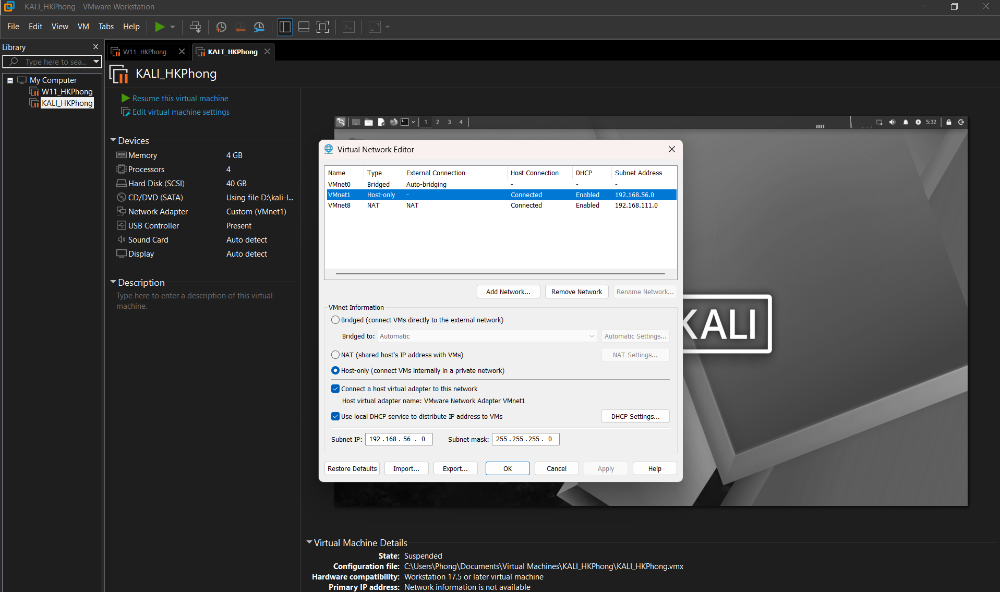 KALI_HKPhong - VMware Workstation
File Edit View VM Tabs Help
Library
W11_HKPhong
KALI_HKPhong
Type here to sea...
KALI_HKPhong
My Computer
W11_HKPhong
KALI_HKPhong
Resume this virtual machine
Edit virtual machine settings
Devices
Memory 4 GB
Processors 4
Hard Disk (SCSI) 40 GB
CD/DVD (SATA) Using file D:\kali-l...
Network Adapter Custom (VMnet1)
USB Controller Present
Sound Card Auto detect
Display Auto detect
Description
Type here to enter a description of this virtual
machine.
1 2 3 4 5:32
Virtual Network Editor
Name Type External Connection Host Connection DHCP Subnet Address
VMnet0 Bridged Auto-bridging - - -
VMnet1 Host-only - Connected Enabled 192.168.56.0
VMnet8 NAT NAT Connected Enabled 192.168.111.0
Add Network... Remove Network Rename Network...
VMnet Information
Bridged (connect VMs directly to the external network)
Bridged to: Automatic Automatic Settings...
NAT (shared host's IP address with VMs) NAT Settings...
Host-only (connect VMs internally in a private network)
Connect a host virtual adapter to this network
Host virtual adapter name: VMware Network Adapter VMnet1
Use local DHCP service to distribute IP address to VMs DHCP Settings...
Subnet IP: 192 . 168 . 56 . 0 Subnet mask: 255 . 255 . 255 . 0
Restore Defaults Import... Export... OK Cancel Apply Help
KALI
Virtual Machine Details
State: Suspended
Configuration file: C:\Users\Phong\Documents\Virtual Machines\KALI_HKPhong\KALI_HKPhong.vmx
Hardware compatibility: Workstation 17.5 or later virtual machine
Primary IP address: Network information is not available